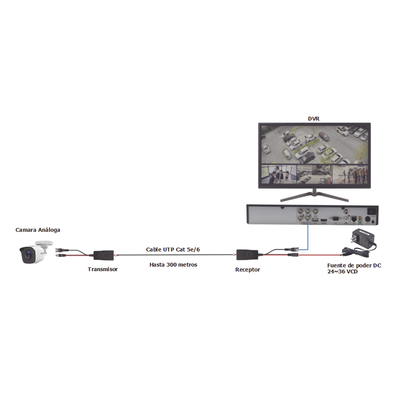 DVR
Camara Análoga
Cable UTP Cat 5e/6
Transmisor
Hasta 300 metros
Receptor
Fuente de poder DC
24~36 VCD